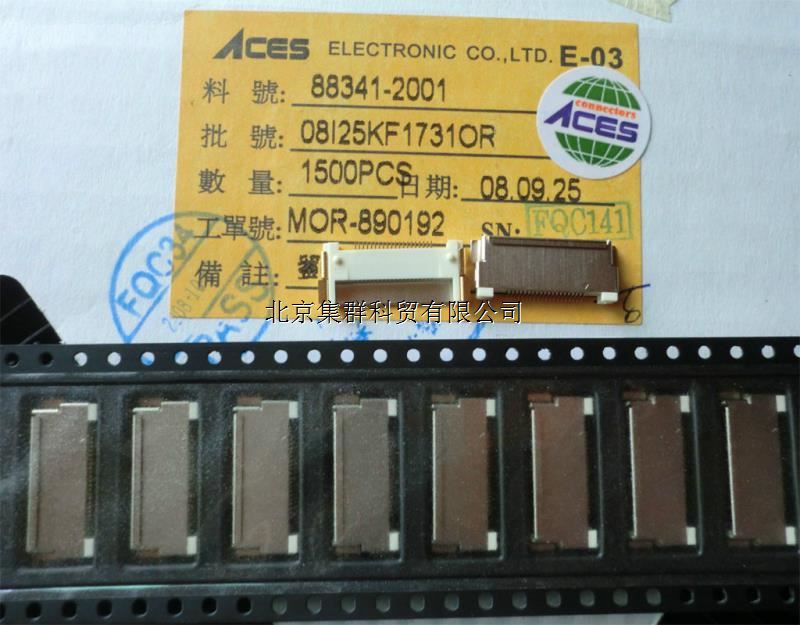 ACES ELECTRONIC CO.,LTD. E-03
料 號: 88341-2001
connectors
ACES
批 號: 08I25KF1731OR
數 量: 1500PCS 日期: 08.09.25
工單號: MOR-890192 SN: FQC141
備 註:
FQC3A
PASS
北京集群科贸有限公司